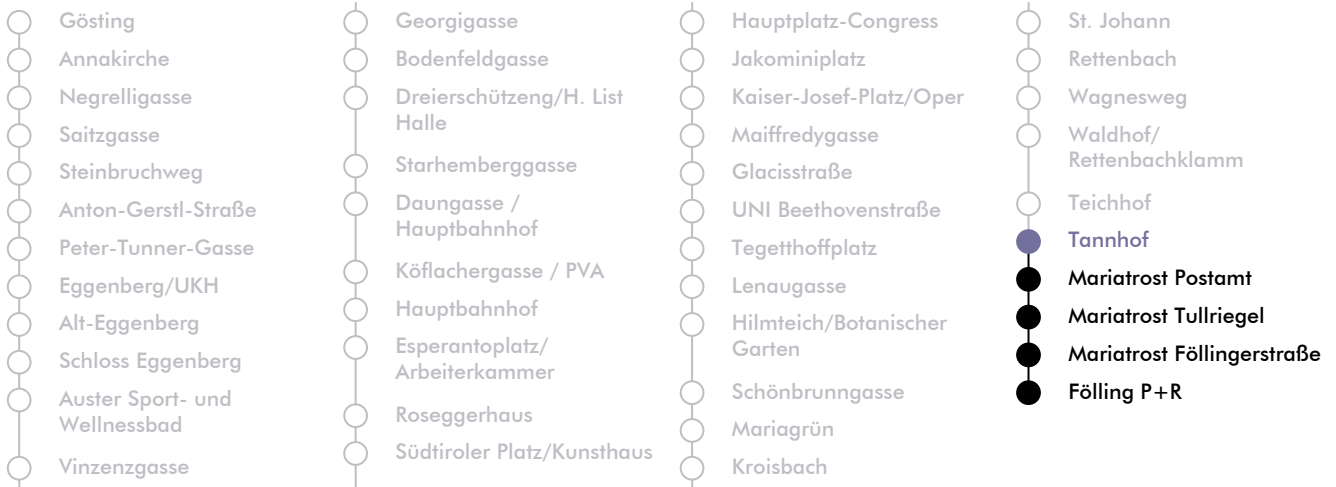 Gösting
Annakirche
Negrelligasse
Saitzgasse
Steinbruchweg
Anton-Gerstl-Straße
Peter-Tunner-Gasse
Eggenberg/UKH
Alt-Eggenberg
Schloss Eggenberg
Auster Sport- und
Wellnessbad
Vinzenzgasse
Georgigasse
Bodenfeldgasse
Dreierschützeng/H. List
Halle
Starhemberggasse
Daungasse /
Hauptbahnhof
Köflachergasse / PVA
Hauptbahnhof
Esperantoplatz/
Arbeiterkammer
Roseggerhaus
Südtiroler Platz/Kunsthaus
Hauptplatz-Congress
Jakominiplatz
Kaiser-Josef-Platz/Oper
Maiffredygasse
Glacisstraße
UNI Beethovenstraße
Tegetthoffplatz
Lenaugasse
Hilmteich/Botanischer
Garten
Schönbrunngasse
Mariagrün
Kroisbach
St. Johann
Rettenbach
Wagnesweg
Waldhof/
Rettenbachklamm
Teichhof
Tannhof
Mariatrost Postamt
Mariatrost Tullriegel
Mariatrost Föllingerstraße
Fölling P+R